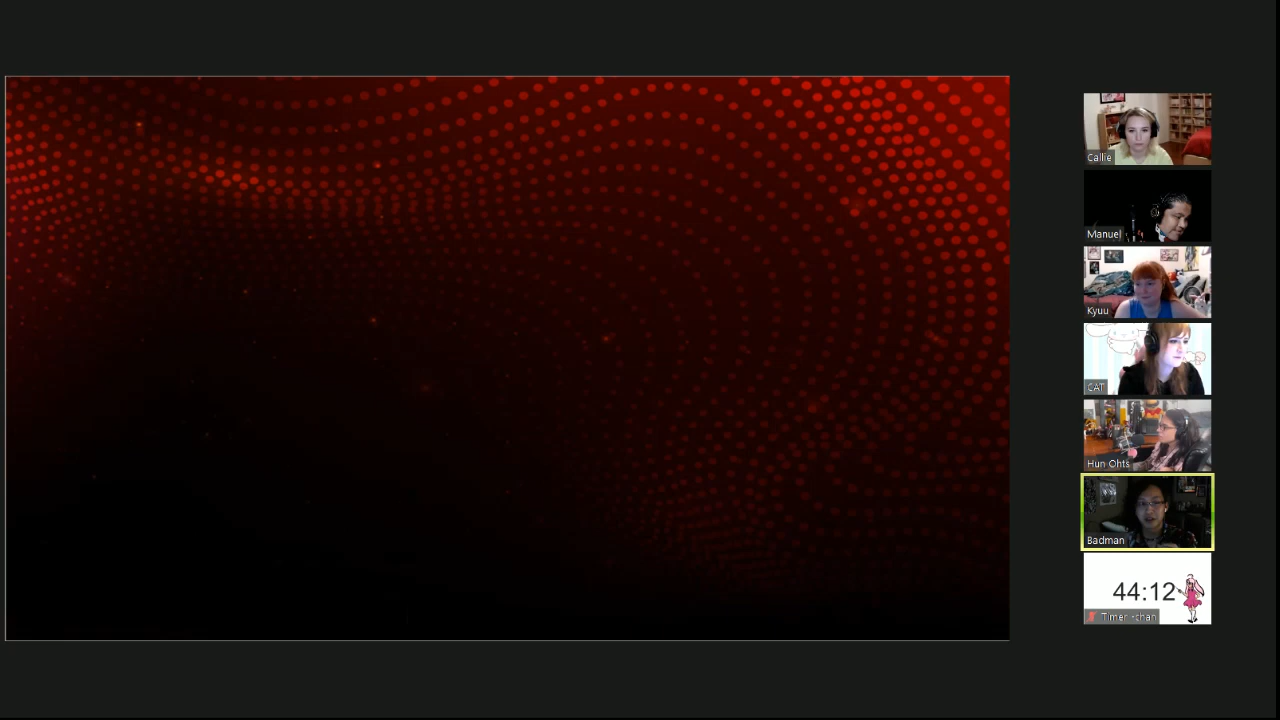 Callie
Manuel
Kyuu
CAT
Hun Ohts
Badman
44:12
Timer -chan